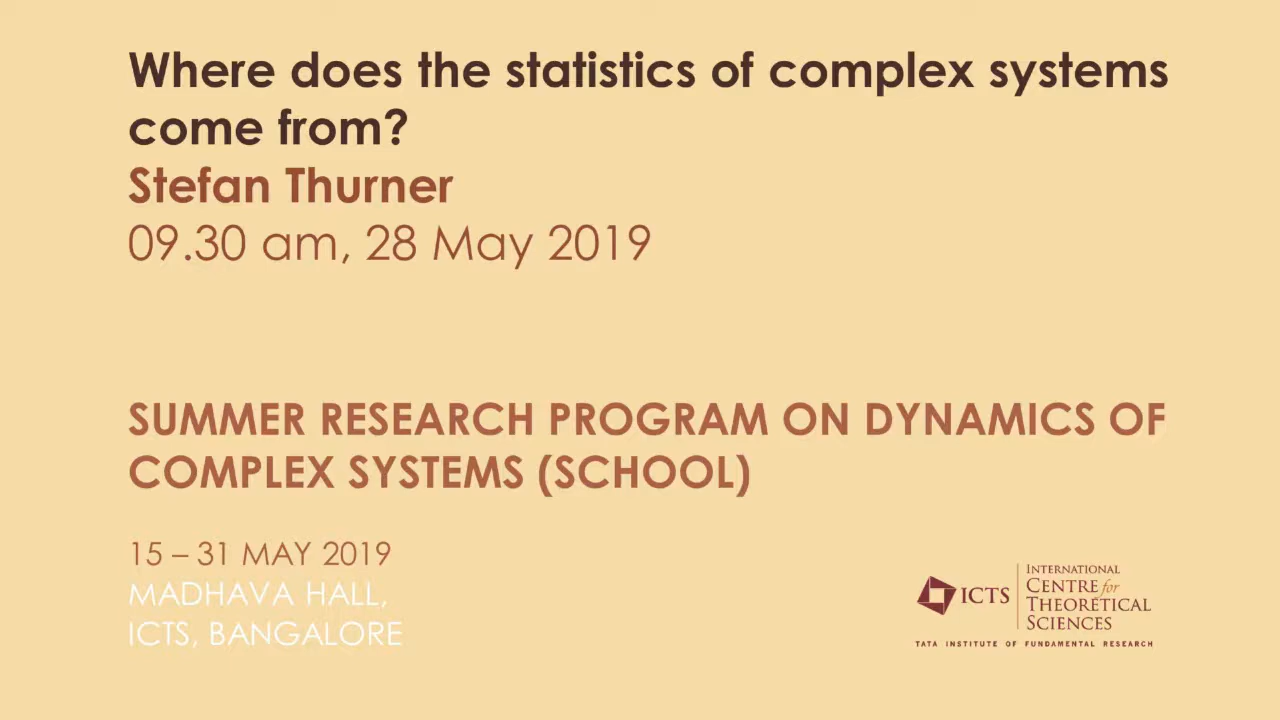 Where does the statistics of complex systems
come from?
Stefan Thurner
09.30 am, 28 May 2019
SUMMER RESEARCH PROGRAM ON DYNAMICS OF
COMPLEX SYSTEMS (SCHOOL)
15 – 31 MAY 2019
MADHAVA HALL,
ICTS, BANGALORE
ICTS
INTERNATIONAL
CENTRE for
THEORETICAL
SCIENCES
TATA INSTITUTE OF FUNDAMENTAL RESEARCH